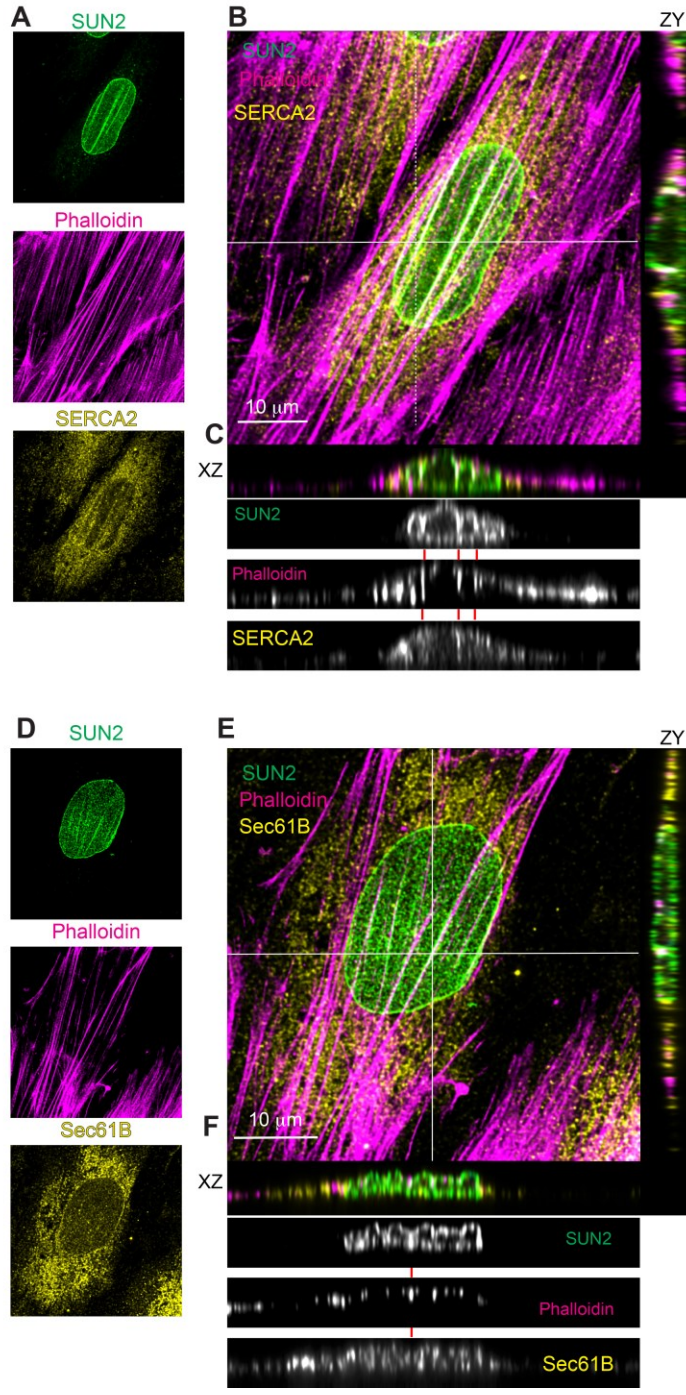 A
SUN2
Phalloidin
SERCA2
B
SUN2
Phalloidin
SERCA2
10 μm
ZY
C
XZ
SUN2
Phalloidin
SERCA2
D
SUN2
Phalloidin
Sec61B
E
SUN2
Phalloidin
Sec61B
10 μm
ZY
F
XZ
SUN2
Phalloidin
Sec61B